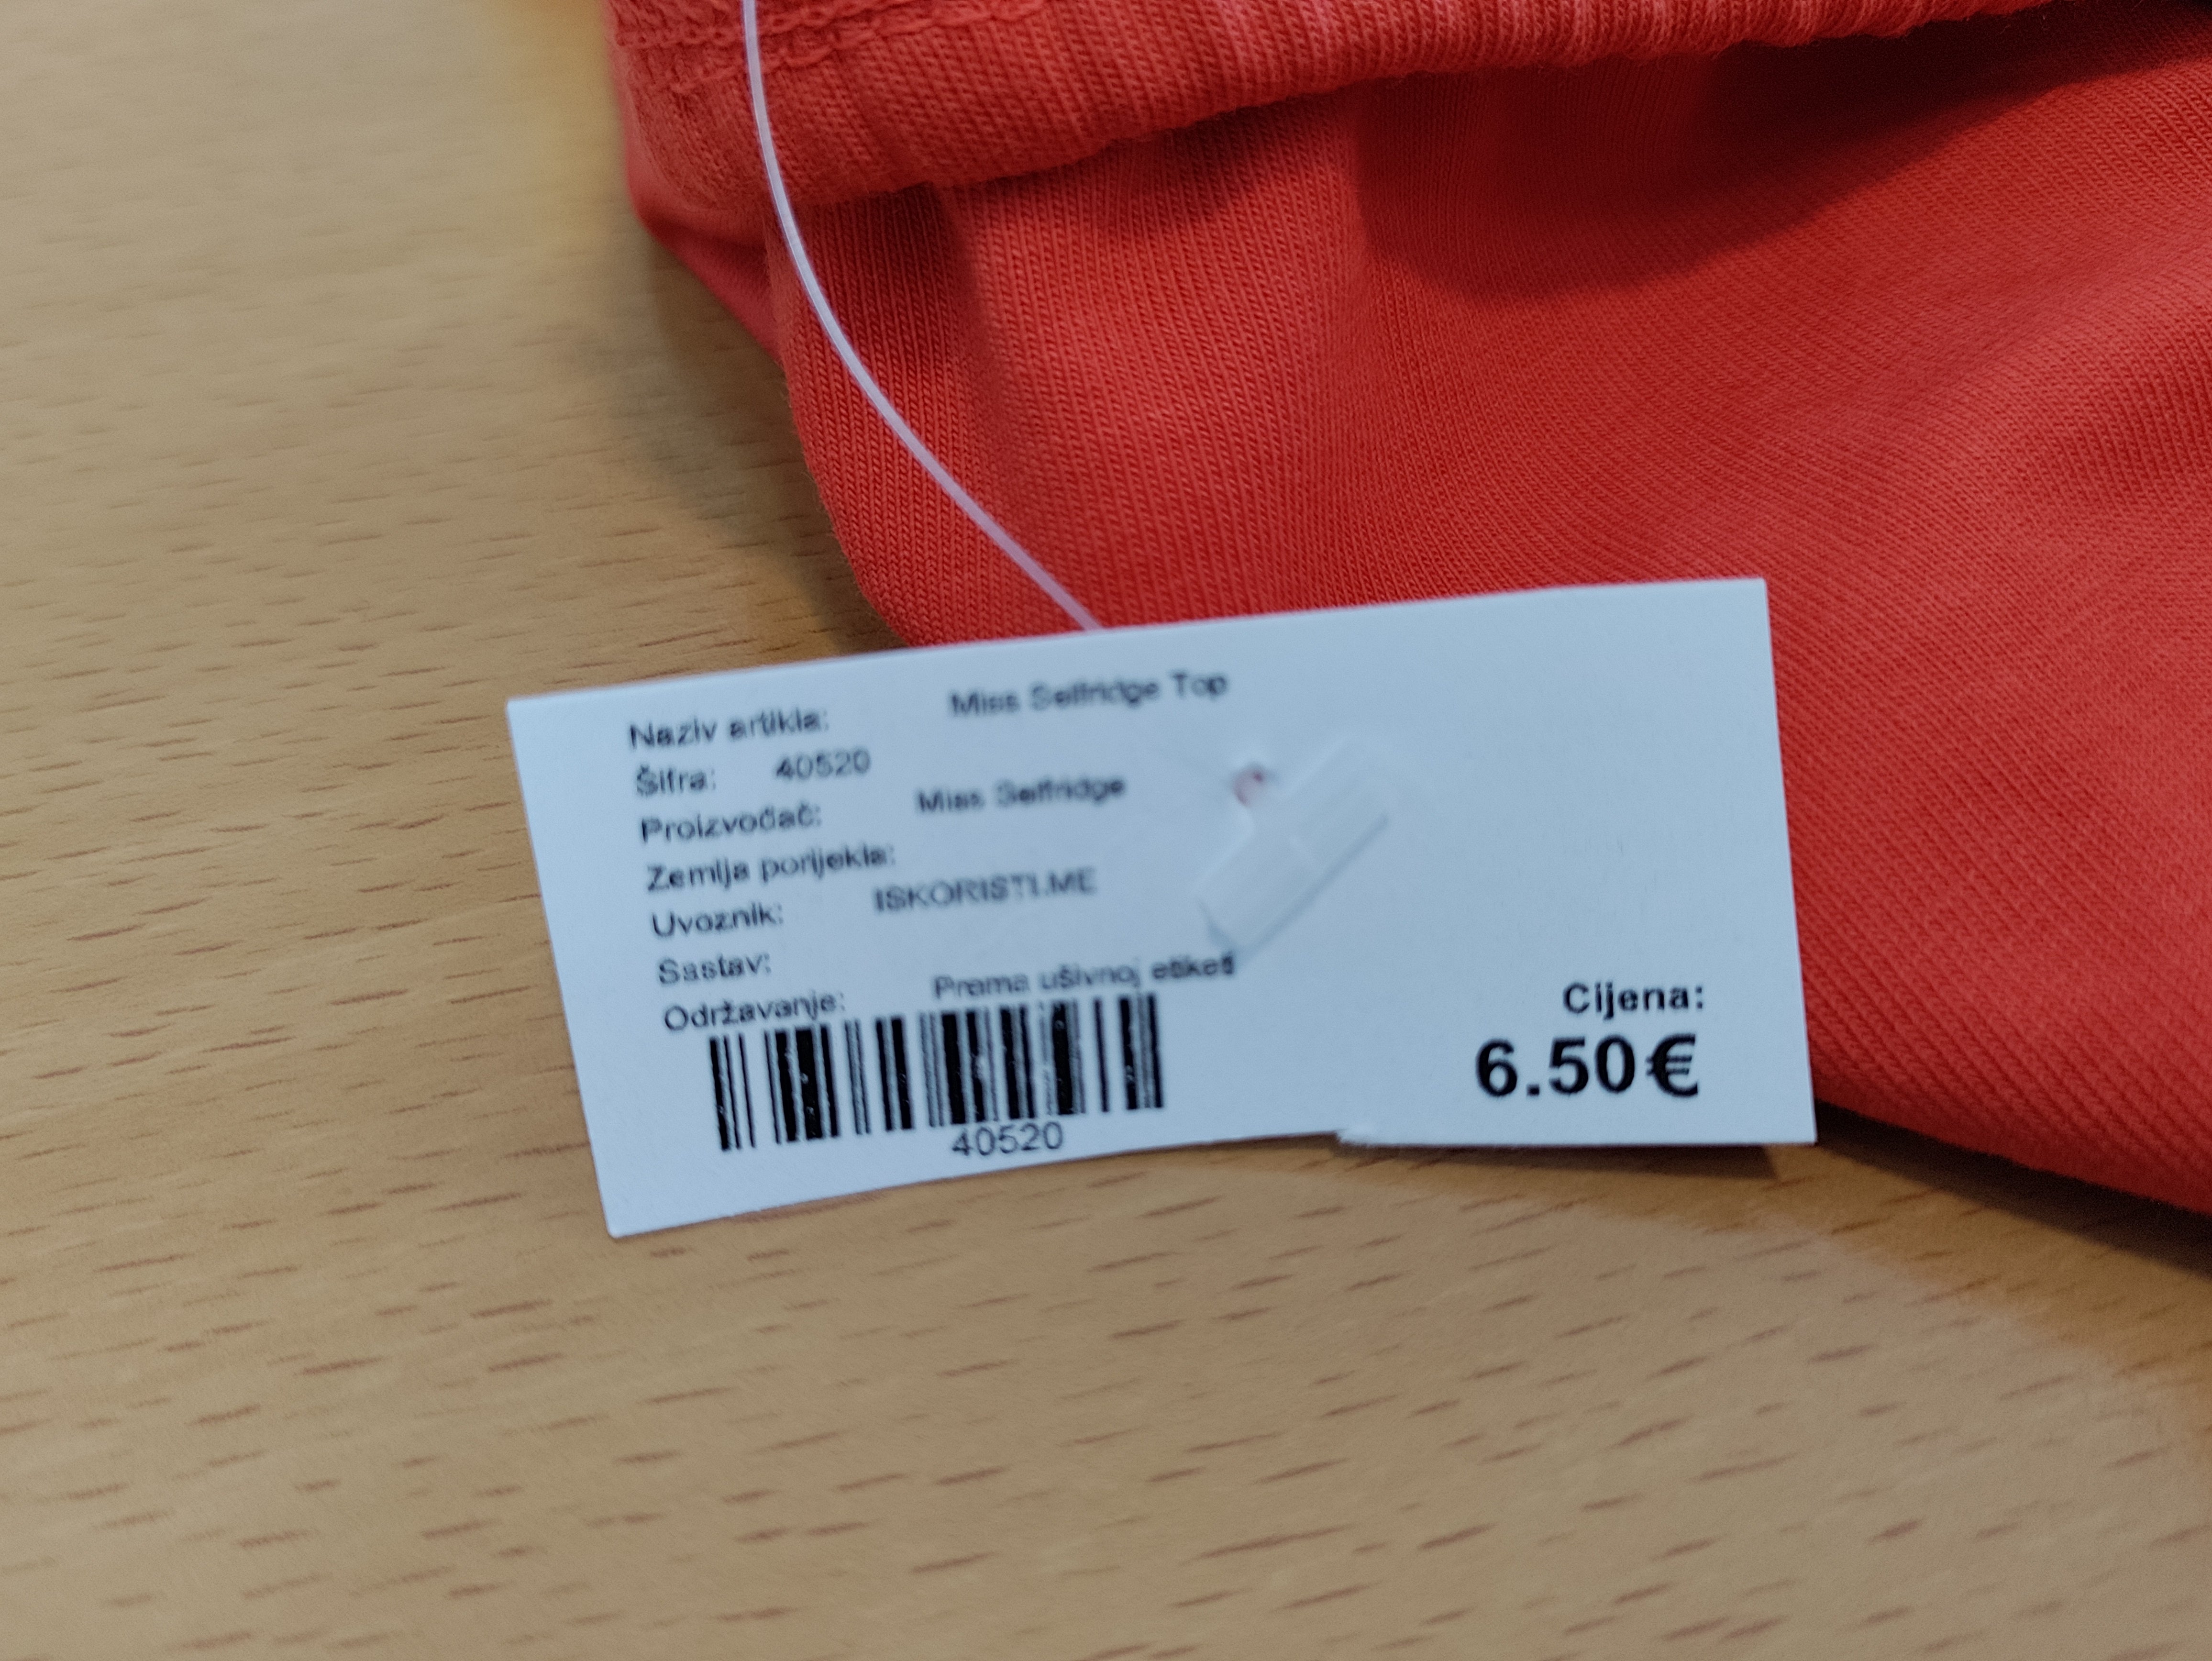 Naziv artikla: Miss Selfridge Top
Šifra: 40520
Proizvođač: Miss Selfridge
Zemlja porijekla:
Uvoznik: ISKORISTI.ME
Sastav:
Održavanje: Prema ušivnoj etiketi
40520
Cijena:
6.50€